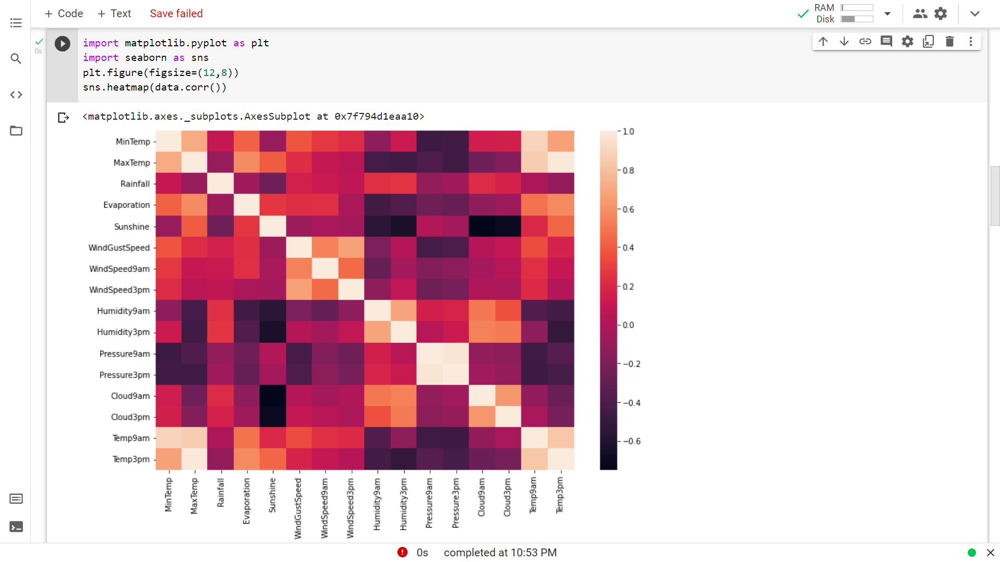 + Code + Text Save failed
RAM
Disk
0s
import matplotlib.pyplot as plt
import seaborn as sns
plt.figure(figsize=(12,8))
sns.heatmap(data.corr())
<matplotlib.axes._subplots.AxesSubplot at 0x7f794d1eaa10>
MinTemp
MaxTemp
Rainfall
Evaporation
Sunshine
WindGustSpeed
WindSpeed9am
WindSpeed3pm
Humidity9am
Humidity3pm
Pressure9am
Pressure3pm
Cloud9am
Cloud3pm
Temp9am
Temp3pm
MinTemp
MaxTemp
Rainfall
Evaporation
Sunshine
WindGustSpeed
WindSpeed9am
WindSpeed3pm
Humidity9am
Humidity3pm
Pressure9am
Pressure3pm
Cloud9am
Cloud3pm
Temp9am
Temp3pm
1.0
0.8
0.6
0.4
0.2
0.0
−0.2
−0.4
−0.6
0s completed at 10:53 PM